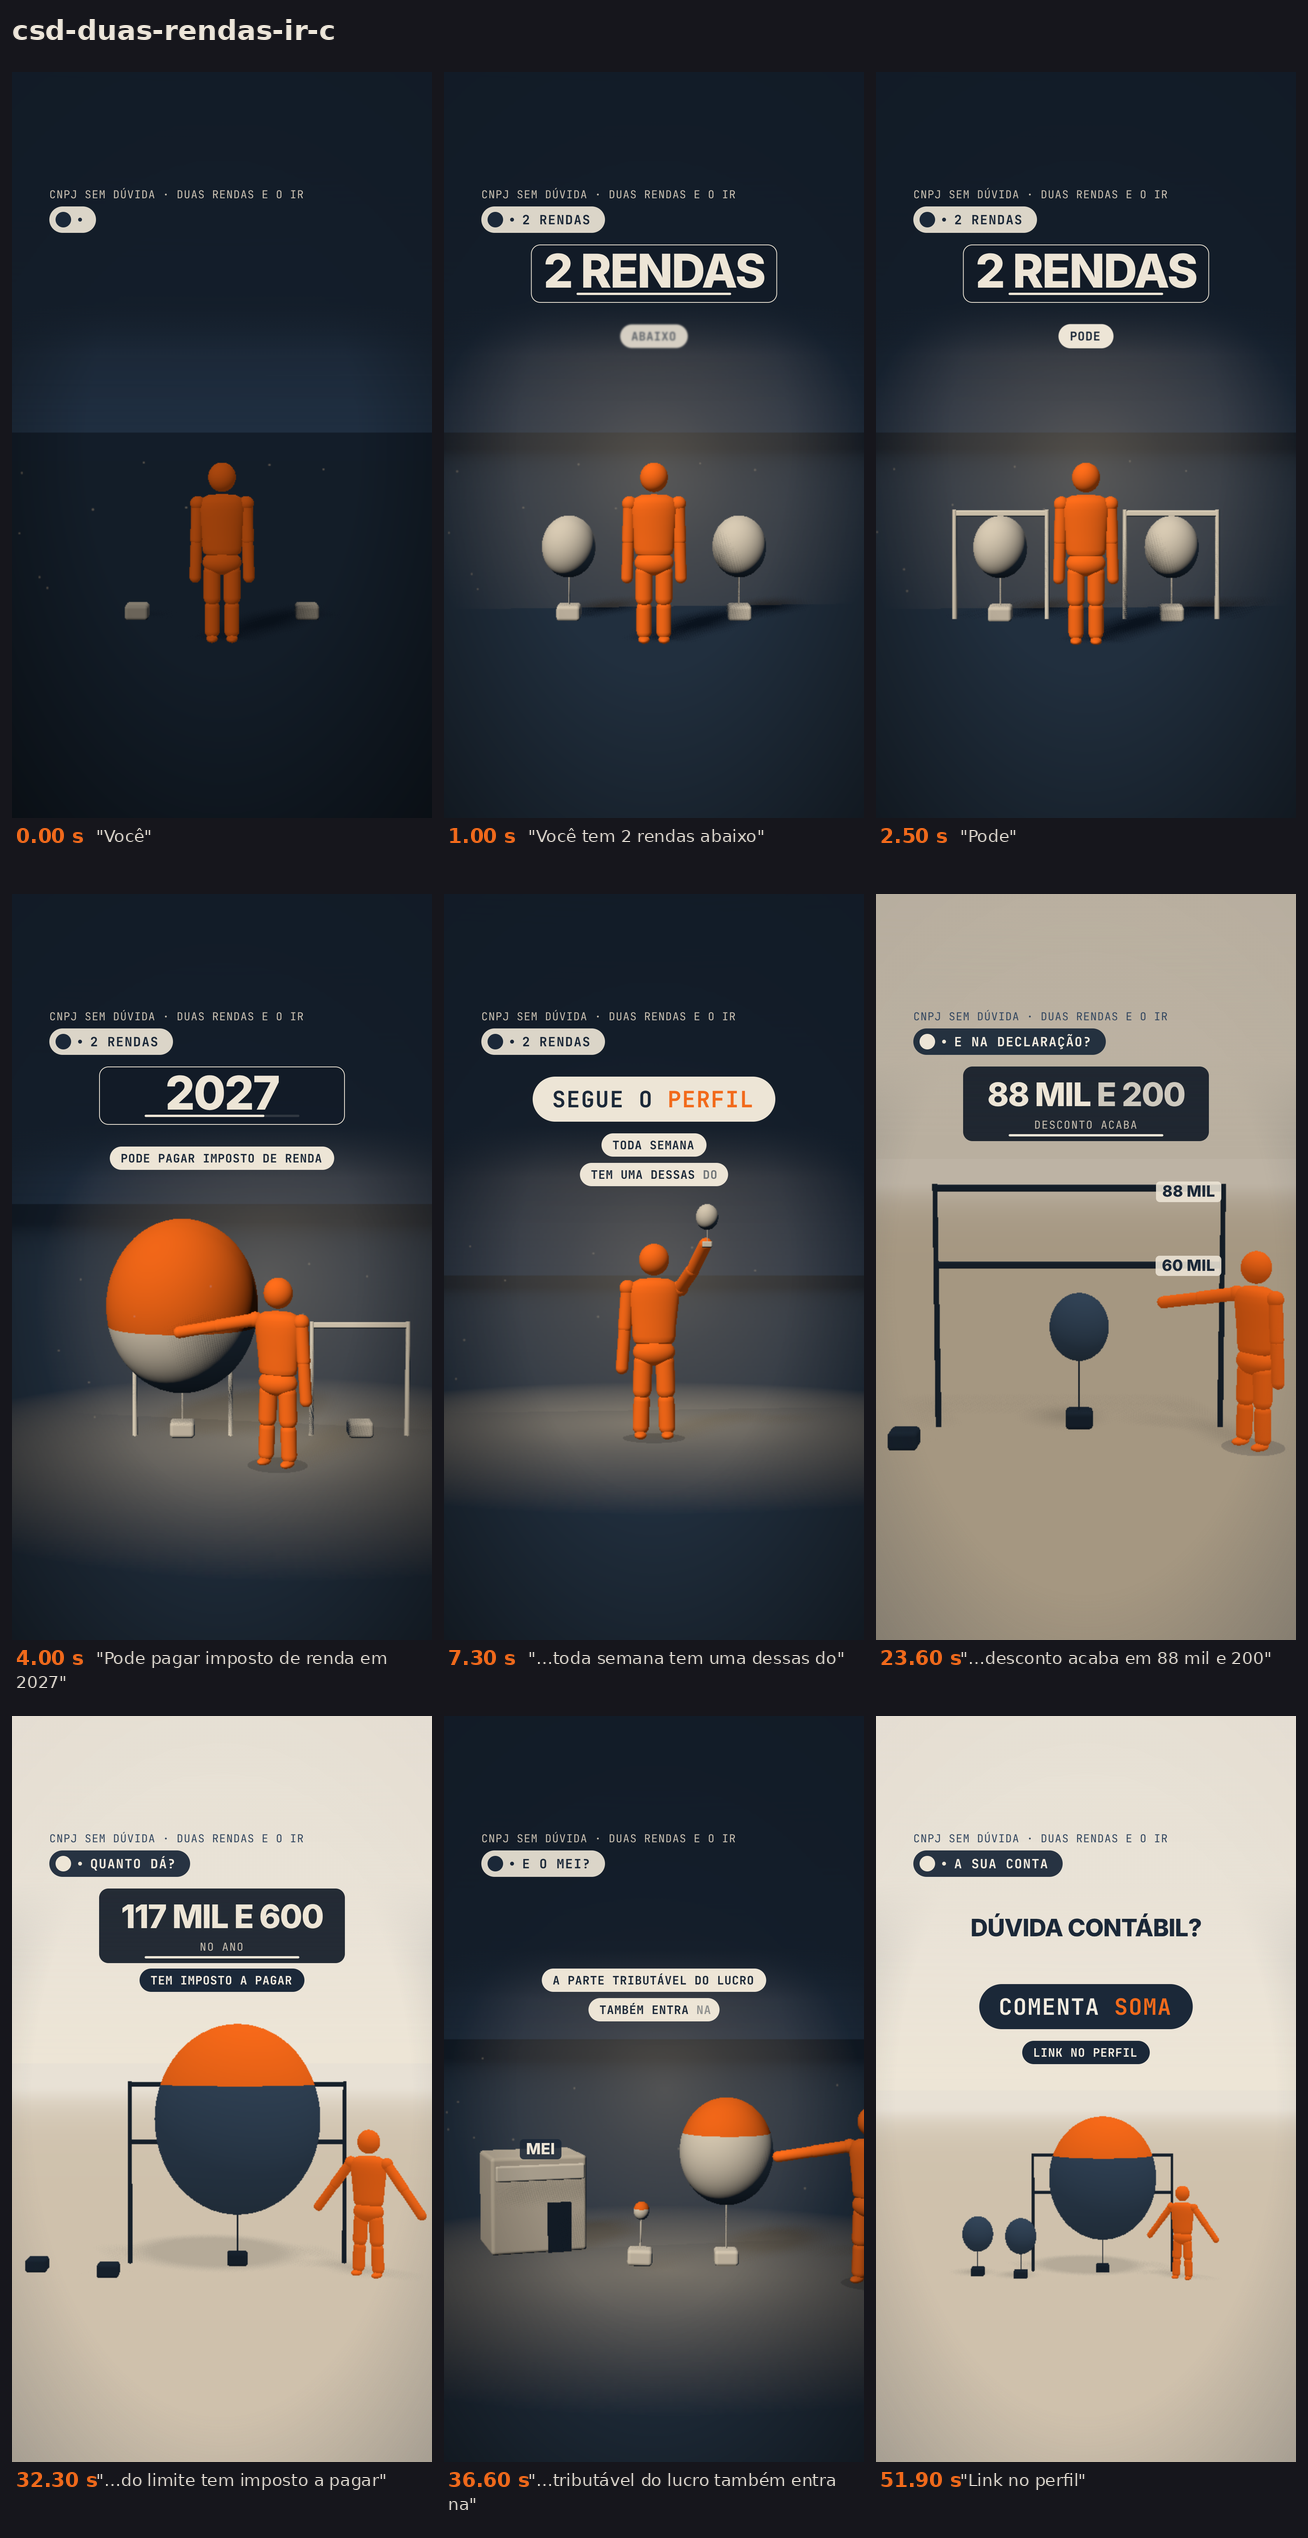 csd-duas-rendas-ir-c
CNPJ SEM DÚVIDA · DUAS RENDAS E O IR
•
0.00 s "Você"
CNPJ SEM DÚVIDA · DUAS RENDAS E O IR
• 2 RENDAS
2 RENDAS
ABAIXO
1.00 s "Você tem 2 rendas abaixo"
CNPJ SEM DÚVIDA · DUAS RENDAS E O IR
• 2 RENDAS
2 RENDAS
PODE
2.50 s "Pode"
CNPJ SEM DÚVIDA · DUAS RENDAS E O IR
• 2 RENDAS
2027
PODE PAGAR IMPOSTO DE RENDA
4.00 s "Pode pagar imposto de renda em
2027"
CNPJ SEM DÚVIDA · DUAS RENDAS E O IR
• 2 RENDAS
SEGUE O PERFIL
TODA SEMANA
TEM UMA DESSAS DO
7.30 s "...toda semana tem uma dessas do"
CNPJ SEM DÚVIDA · DUAS RENDAS E O IR
• E NA DECLARAÇÃO?
88 MIL E 200
DESCONTO ACABA
88 MIL
60 MIL
23.60 s "...desconto acaba em 88 mil e 200"
CNPJ SEM DÚVIDA · DUAS RENDAS E O IR
• QUANTO DÁ?
117 MIL E 600
NO ANO
TEM IMPOSTO A PAGAR
32.30 s "...do limite tem imposto a pagar"
CNPJ SEM DÚVIDA · DUAS RENDAS E O IR
• E O MEI?
A PARTE TRIBUTÁVEL DO LUCRO
TAMBÉM ENTRA NA
MEI
36.60 s "...tributável do lucro também entra
na"
CNPJ SEM DÚVIDA · DUAS RENDAS E O IR
• A SUA CONTA
DÚVIDA CONTÁBIL?
COMENTA SOMA
LINK NO PERFIL
51.90 s "Link no perfil"